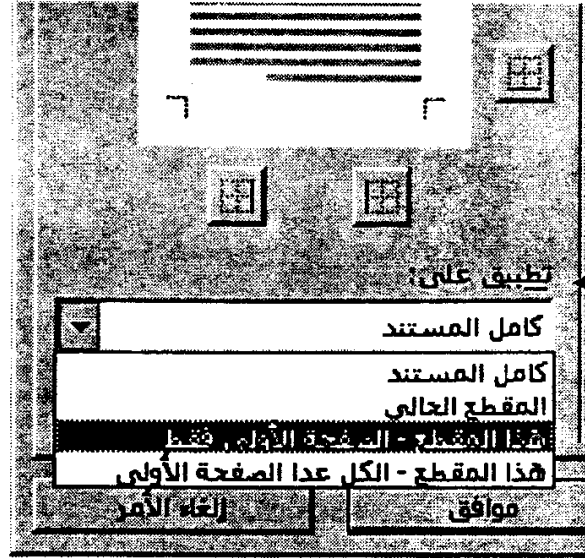 تطبيق على:
كامل المستند
كامل المستند
المقطع الحالي
هذا المقطع - الصفحة الأولى فقط
هذا المقطع - الكل عدا الصفحة الأولى
موافق إلغاء الأمر